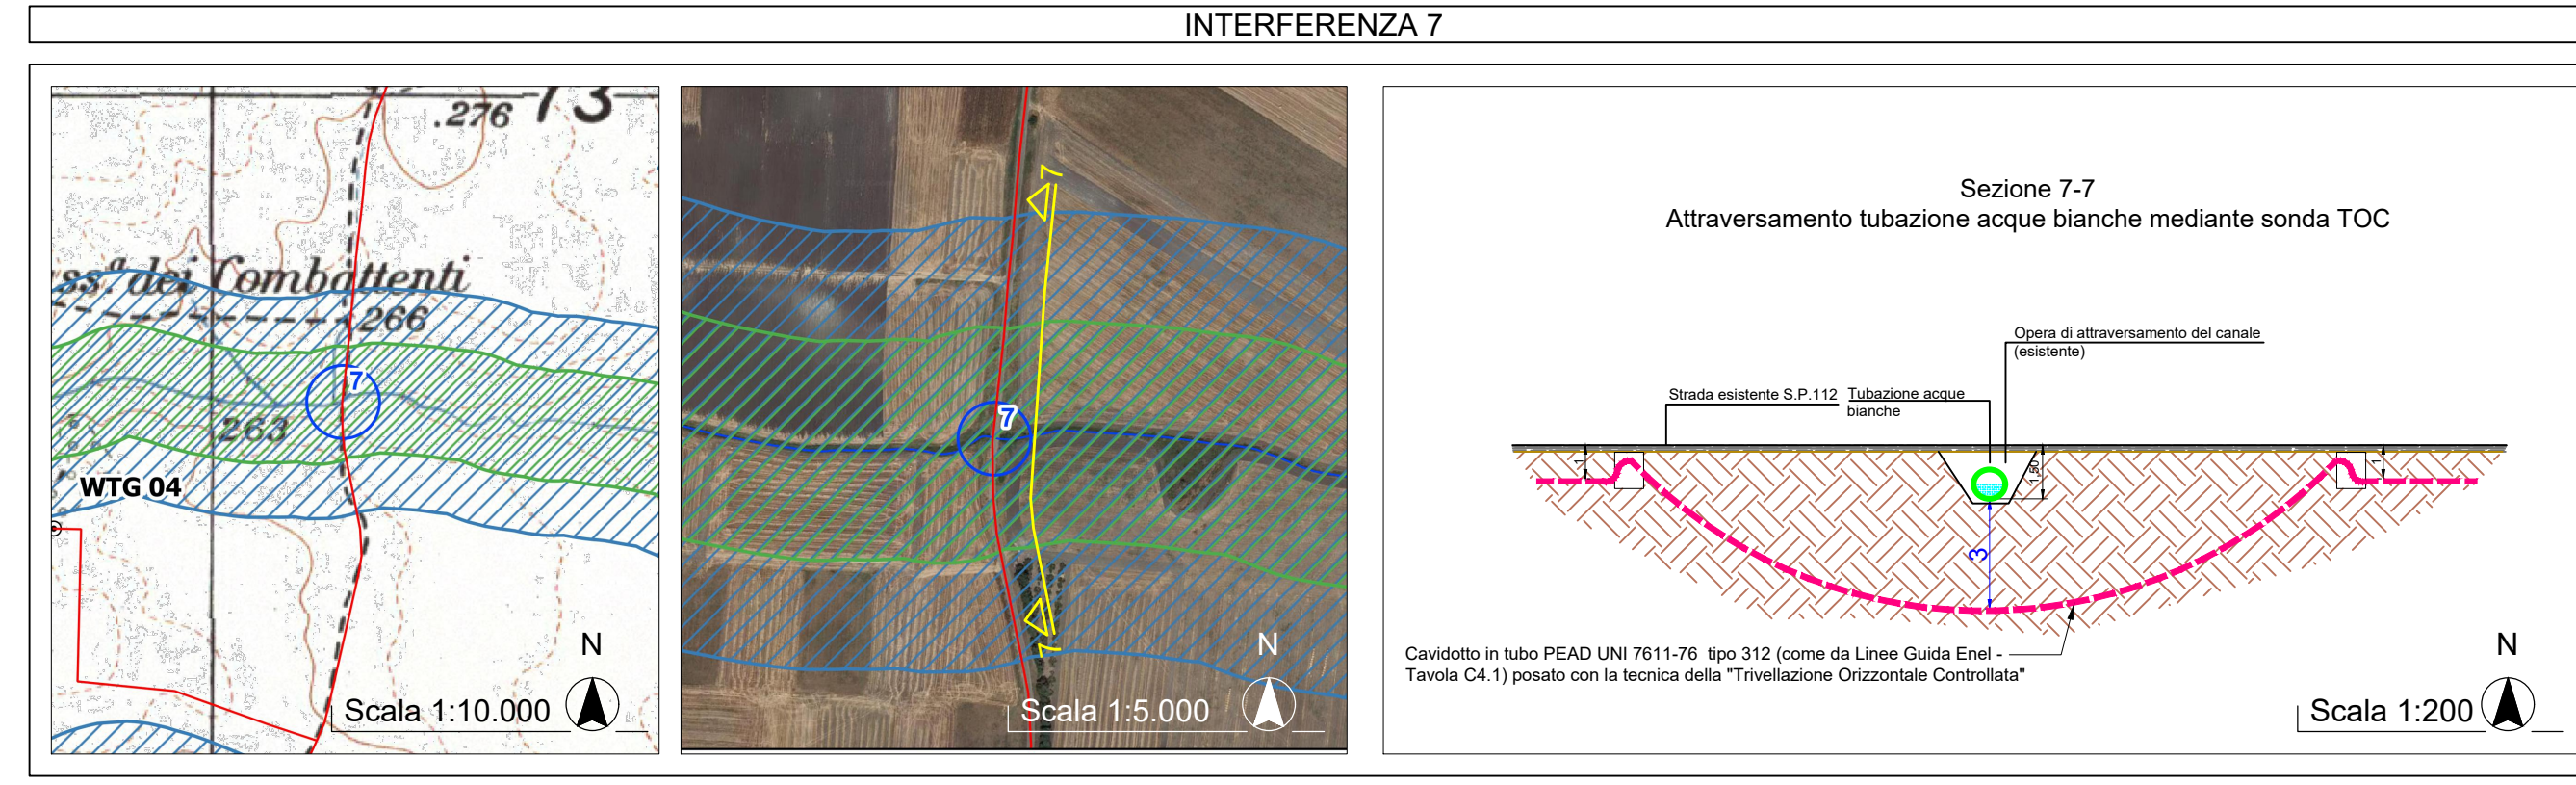 INTERFERENZA 7
.276 73
ss.ª dei Combattenti
266
7
263
WTG 04
N
Scala 1:10.000
7
7
7
N
Scala 1:5.000
Sezione 7-7
Attraversamento tubazione acque bianche mediante sonda TOC
Opera di attraversamento del canale
(esistente)
Strada esistente S.P.112
Tubazione acque
bianche
1
1,50
1
3
Cavidotto in tubo PEAD UNI 7611-76 tipo 312 (come da Linee Guida Enel -
Tavola C4.1) posato con la tecnica della "Trivellazione Orizzontale Controllata"
N
Scala 1:200